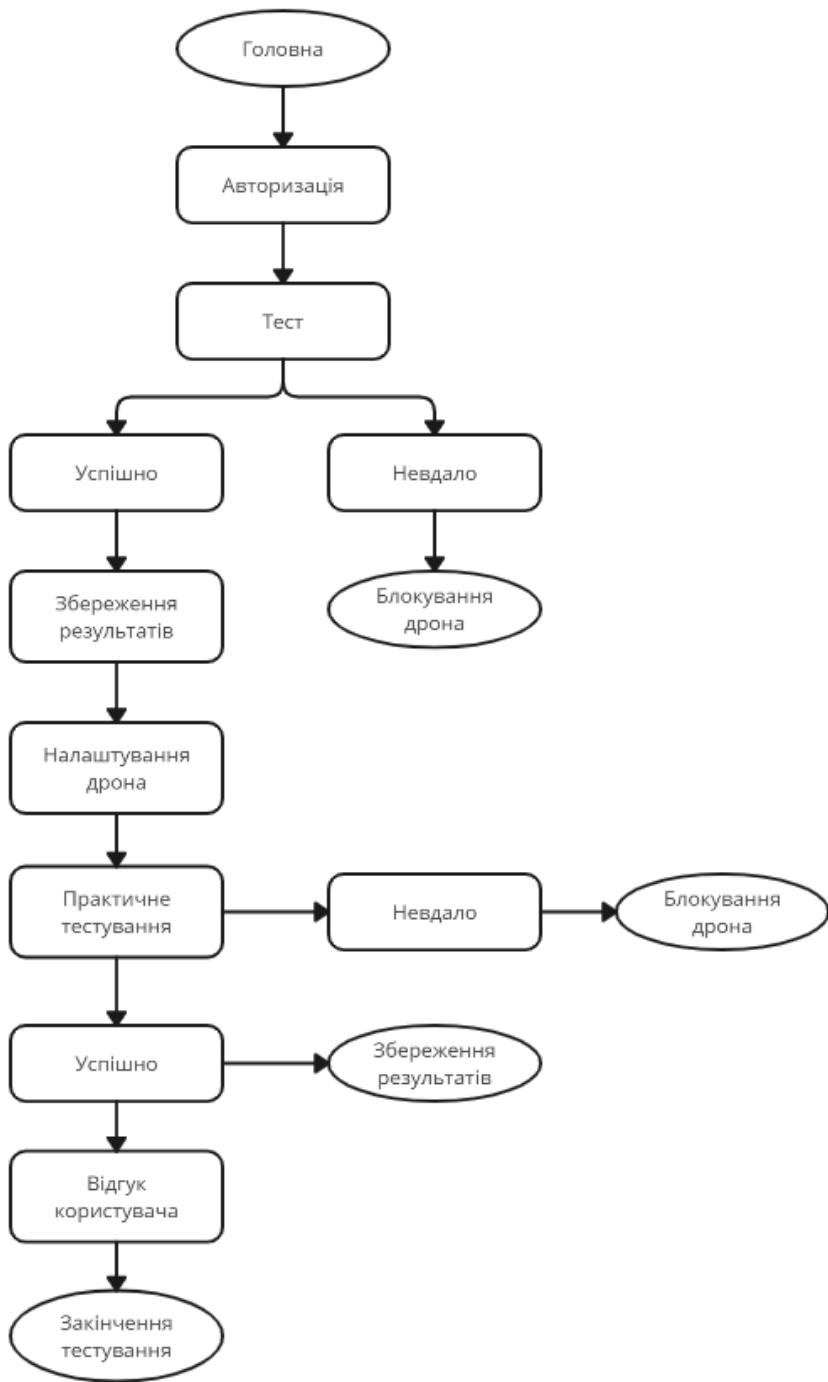 Головна
Авторизація
Тест
Успішно
Невдало
Збереження
результатів
Блокування
дрона
Налаштування
дрона
Практичне
тестування
Невдало
Блокування
дрона
Успішно
Збереження
результатів
Відгук
користувача
Закінчення
тестування